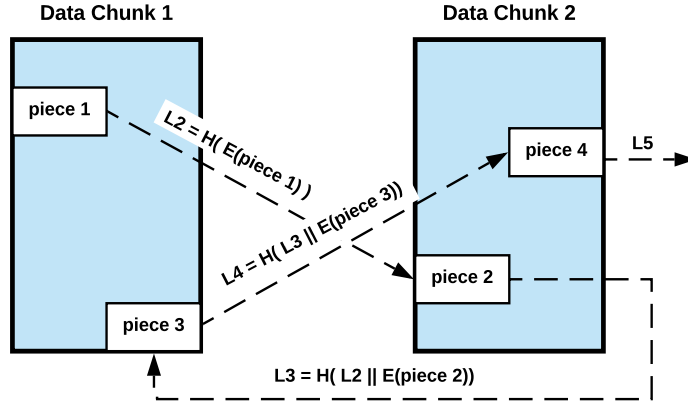 Data Chunk 1
Data Chunk 2
piece 1
L2 = H( E(piece 1) )
piece 4
L5
L4 = H( L3 || E(piece 3))
piece 2
piece 3
L3 = H( L2 || E(piece 2))